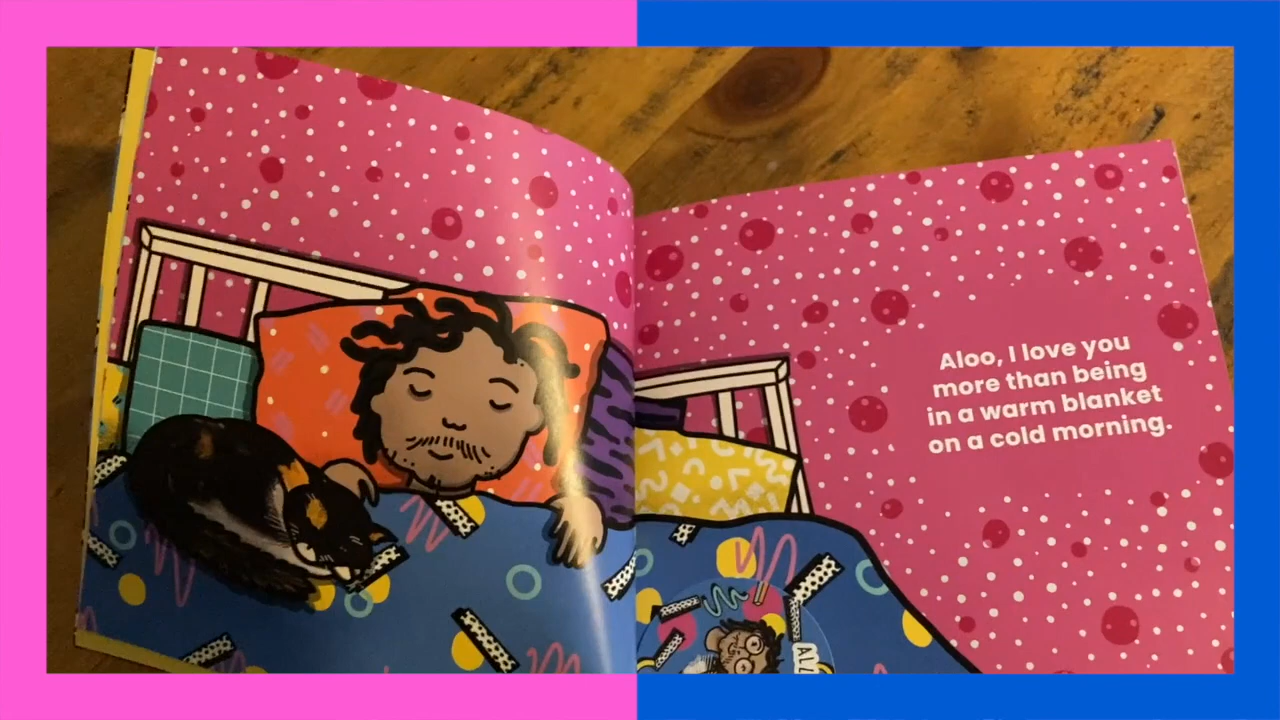 Aloo, I love you
more than being
in a warm blanket
on a cold morning.